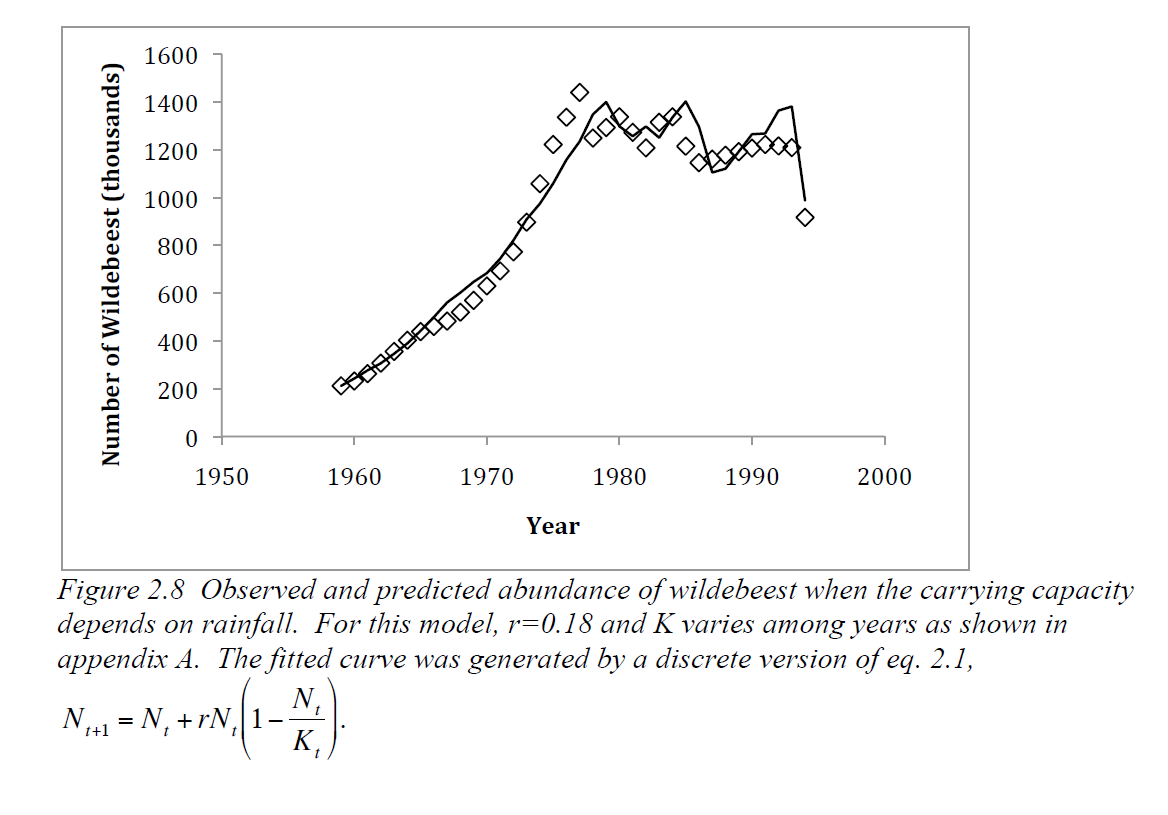 1600
1400
1200
1000
800
600
400
200
0
Number of Wildebeest (thousands)
1950 1960 1970 1980 1990 2000
Year
Figure 2.8 Observed and predicted abundance of wildebeest when the carrying capacity
depends on rainfall. For this model, r=0.18 and K varies among years as shown in
appendix A. The fitted curve was generated by a discrete version of eq. 2.1,
N_{t+1} = N_t + rN_t(1 − N_t/K_t).